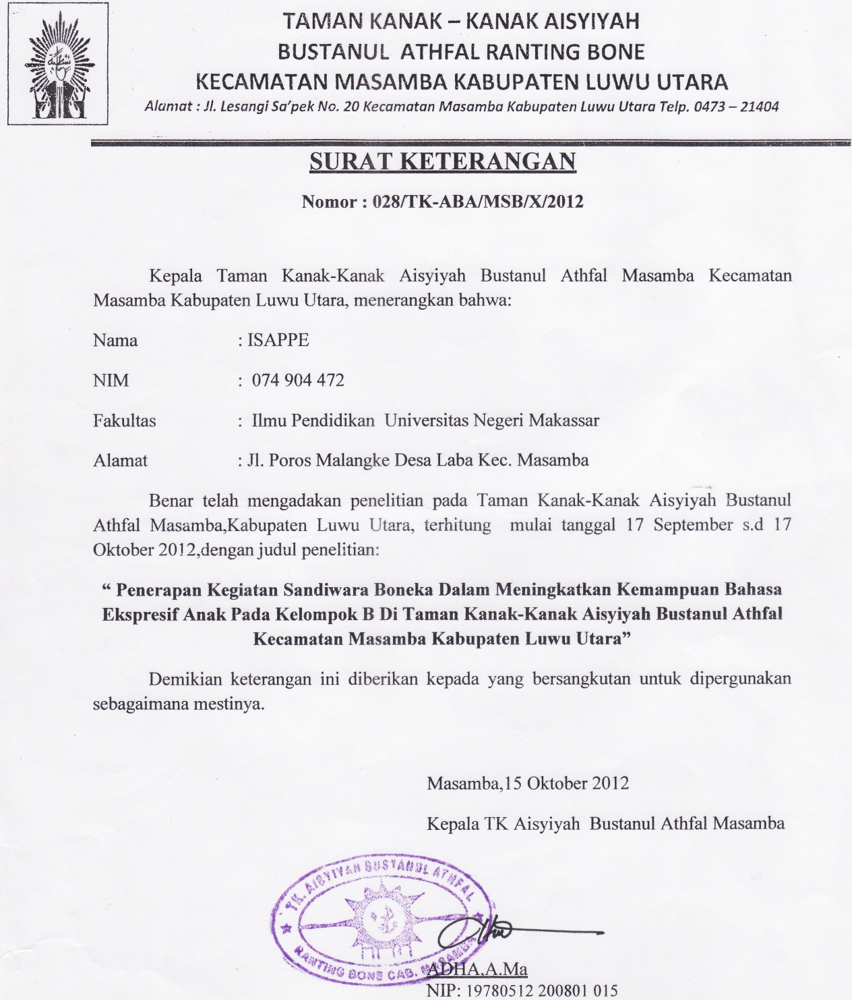 TAMAN KANAK – KANAK AISYIYAH
BUSTANUL ATHFAL RANTING BONE
KECAMATAN MASAMBA KABUPATEN LUWU UTARA
Alamat : Jl. Lesangi Sa'pek No. 20 Kecamatan Masamba Kabupaten Luwu Utara Telp. 0473 – 21404
SURAT KETERANGAN
Nomor : 028/TK-ABA/MSB/X/2012
Kepala Taman Kanak-Kanak Aisyiyah Bustanul Athfal Masamba Kecamatan
Masamba Kabupaten Luwu Utara, menerangkan bahwa:
Nama : ISAPPE
NIM : 074 904 472
Fakultas : Ilmu Pendidikan Universitas Negeri Makassar
Alamat : Jl. Poros Malangke Desa Laba Kec. Masamba
Benar telah mengadakan penelitian pada Taman Kanak-Kanak Aisyiyah Bustanul
Athfal Masamba,Kabupaten Luwu Utara, terhitung mulai tanggal 17 September s.d 17
Oktober 2012,dengan judul penelitian:
“ Penerapan Kegiatan Sandiwara Boneka Dalam Meningkatkan Kemampuan Bahasa
Ekspresif Anak Pada Kelompok B Di Taman Kanak-Kanak Aisyiyah Bustanul Athfal
Kecamatan Masamba Kabupaten Luwu Utara”
Demikian keterangan ini diberikan kepada yang bersangkutan untuk dipergunakan
sebagaimana mestinya.
Masamba,15 Oktober 2012
Kepala TK Aisyiyah Bustanul Athfal Masamba
TK. AISYIYAH BUSTANUL ATHFAL
RANTING BONE CAB. MASAMBA
ADHA,A.Ma
NIP: 19780512 200801 015